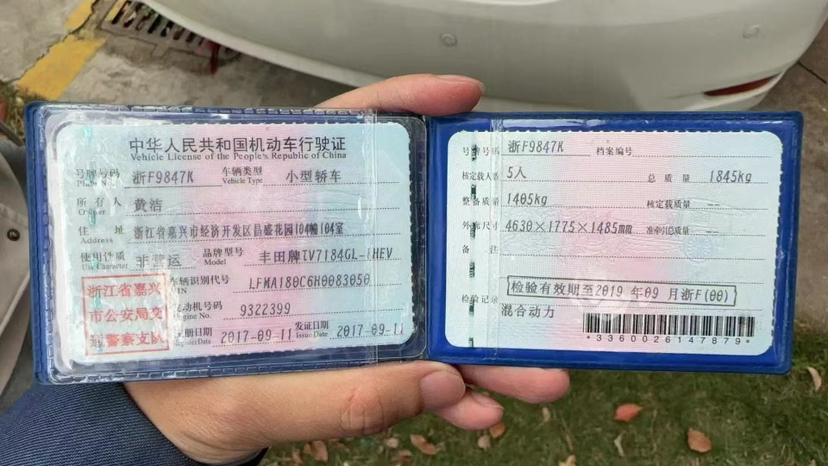 中华人民共和国机动车行驶证
Vehicle License of the People's Republic of China
号牌号码 浙F9847K 车辆类型 小型轿车
Plate No. Vehicle Type
所有人 黄洁
Owner
住址 浙江省嘉兴市经济开发区昌盛花园104幢104室
Address
使用性质 非营运 品牌型号 丰田牌TV7184GL-iHEV
Use Character Model
浙江省嘉兴
市公安局交
通警察支队
车辆识别代号 LFMA180C6H0083050
VIN
发动机号码 9322399
Engine No.
注册日期 2017-09-11 发证日期 2017-09-11
Register Date Issue Date
号牌号码 浙F9847K 档案编号
核定载人数 5人 总质量 1845kg
整备质量 1405kg 核定载质量 --
外廓尺寸 4630×1775×1485mm 准牵引总质量 --
备注
检验记录 检验有效期至2019 年09 月浙F(00)
混合动力
*3360026147879*